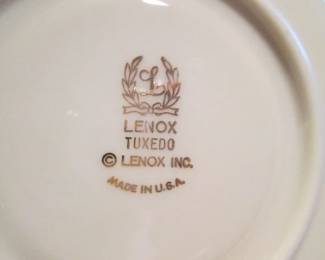 L
LENOX
TUXEDO
© LENOX INC.
MADE IN U.S.A.